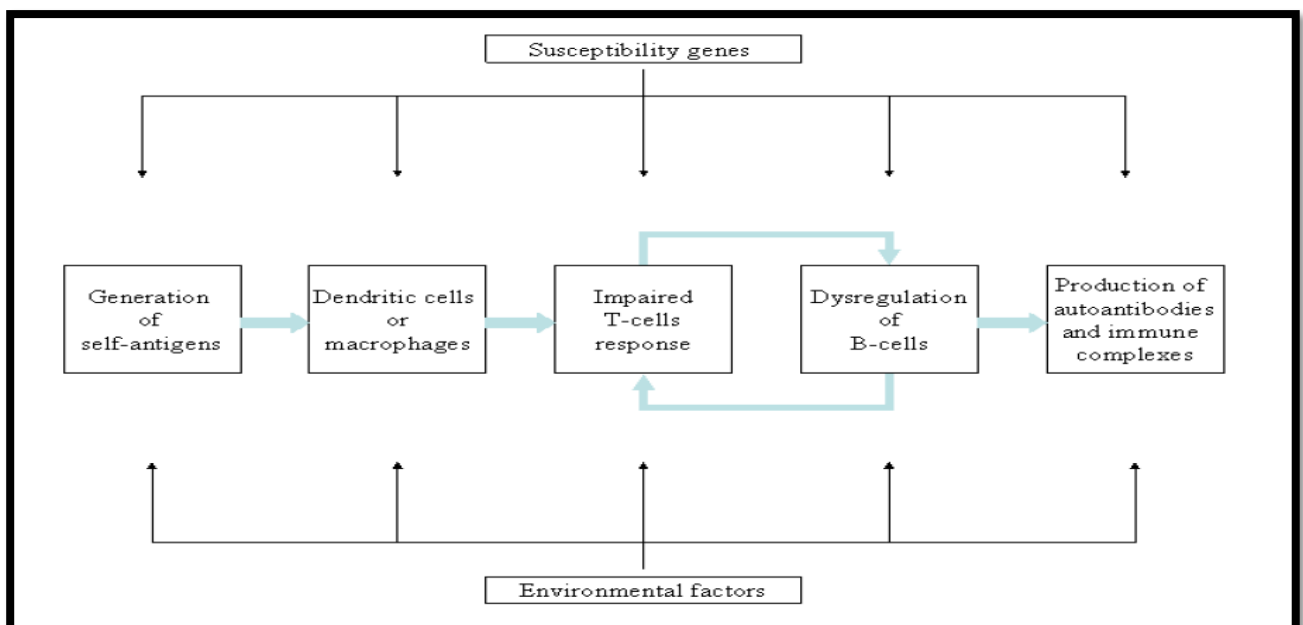 Susceptibility genes
Generation
of
self-antigens
Dendritic cells
or
macrophages
Impaired
T-cells
response
Dysregulation
of
B-cells
Production of
autoantibodies
and immune
complexes
Environmental factors